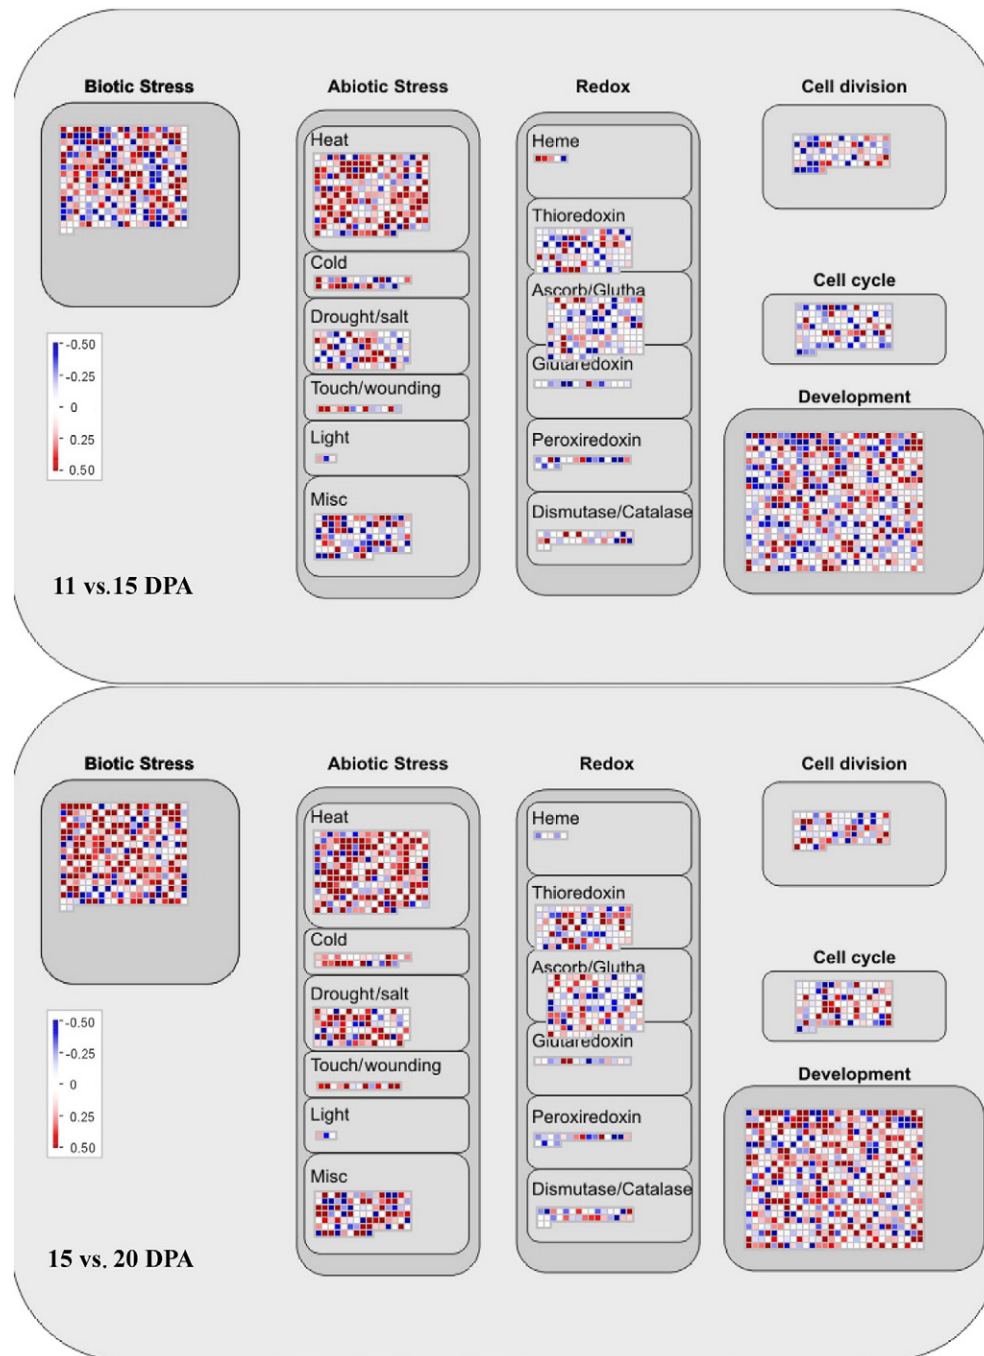 Biotic Stress
Abiotic Stress
Redox
Cell division
Heat
Heme
Thioredoxin
Cold
Ascorb/Glutha
Cell cycle
Drought/salt
-0.50
-0.25
0
0.25
0.50
Glutaredoxin
Touch/wounding
Development
Light
Peroxiredoxin
Misc
Dismutase/Catalase
11 vs.15 DPA
Biotic Stress
Abiotic Stress
Redox
Cell division
Heat
Heme
Thioredoxin
Cold
Ascorb/Glutha
Cell cycle
Drought/salt
-0.50
-0.25
0
0.25
0.50
Glutaredoxin
Touch/wounding
Development
Light
Peroxiredoxin
Misc
Dismutase/Catalase
15 vs. 20 DPA